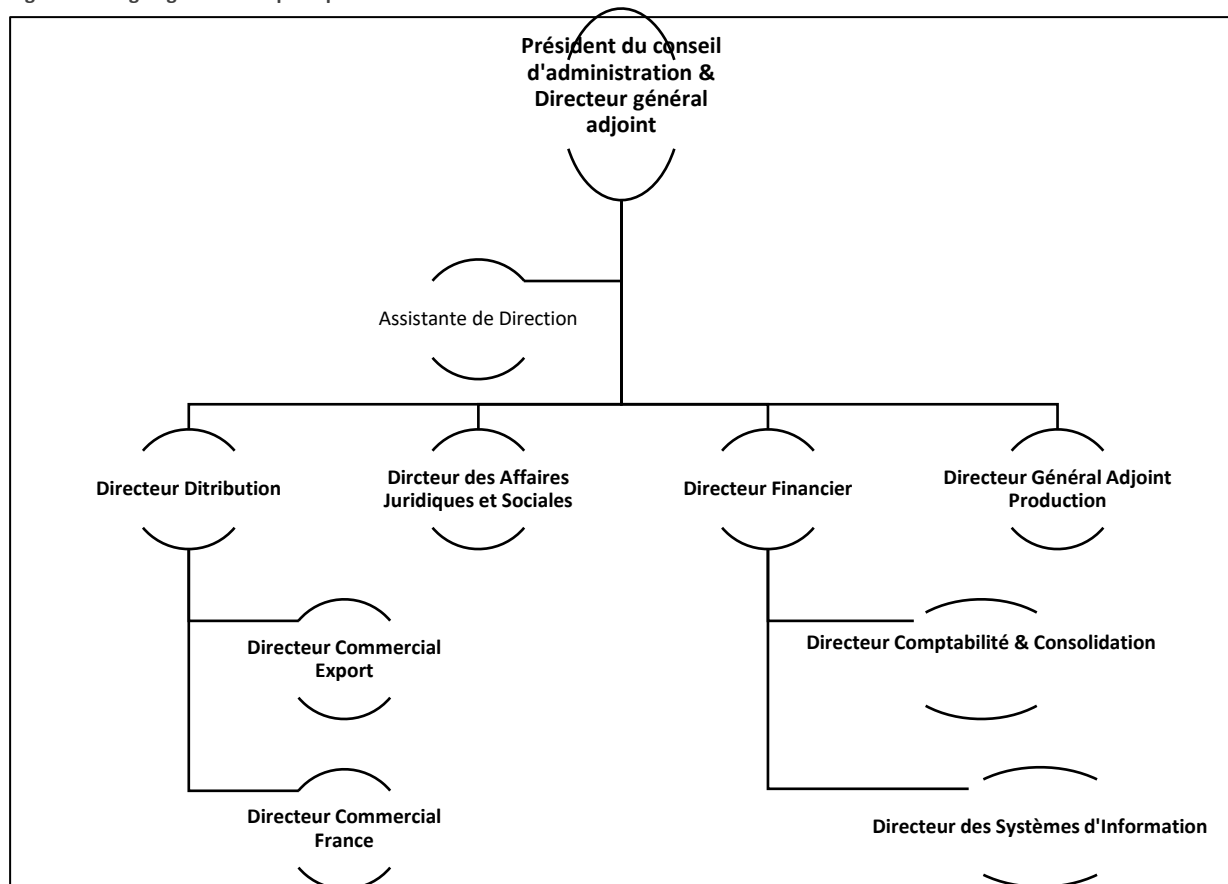 Président du conseil
d'administration &
Directeur général
adjoint
Assistante de Direction
Directeur Ditribution
Dircteur des Affaires
Juridiques et Sociales
Directeur Financier
Directeur Général Adjoint
Production
Directeur Commercial
Export
Directeur Comptabilité & Consolidation
Directeur Commercial
France
Directeur des Systèmes d'Information